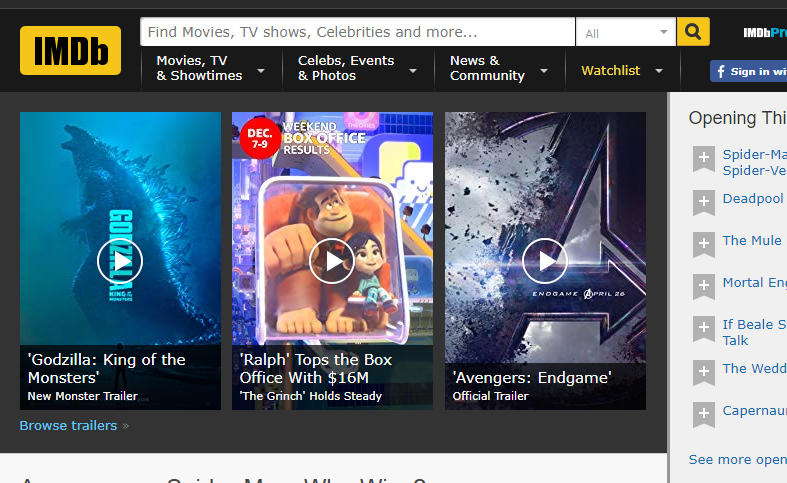 IMDb
Find Movies, TV shows, Celebrities and more...
All
IMDbPro
Movies, TV
& Showtimes
Celebs, Events
& Photos
News &
Community
Watchlist
Sign in wi
GODZILLA
KING OF THE
MONSTERS
'Godzilla: King of the
Monsters'
New Monster Trailer
DEC.
7-9
WEEKEND
BOX OFFICE
RESULTS
'Ralph' Tops the Box
Office With $16M
'The Grinch' Holds Steady
ENDGAME APRIL 26
'Avengers: Endgame'
Official Trailer
Browse trailers »
Opening Thi
Spider-Ma
Spider-Ve
Deadpool
The Mule
Mortal Eng
If Beale S
Talk
The Wedd
Capernau
See more open